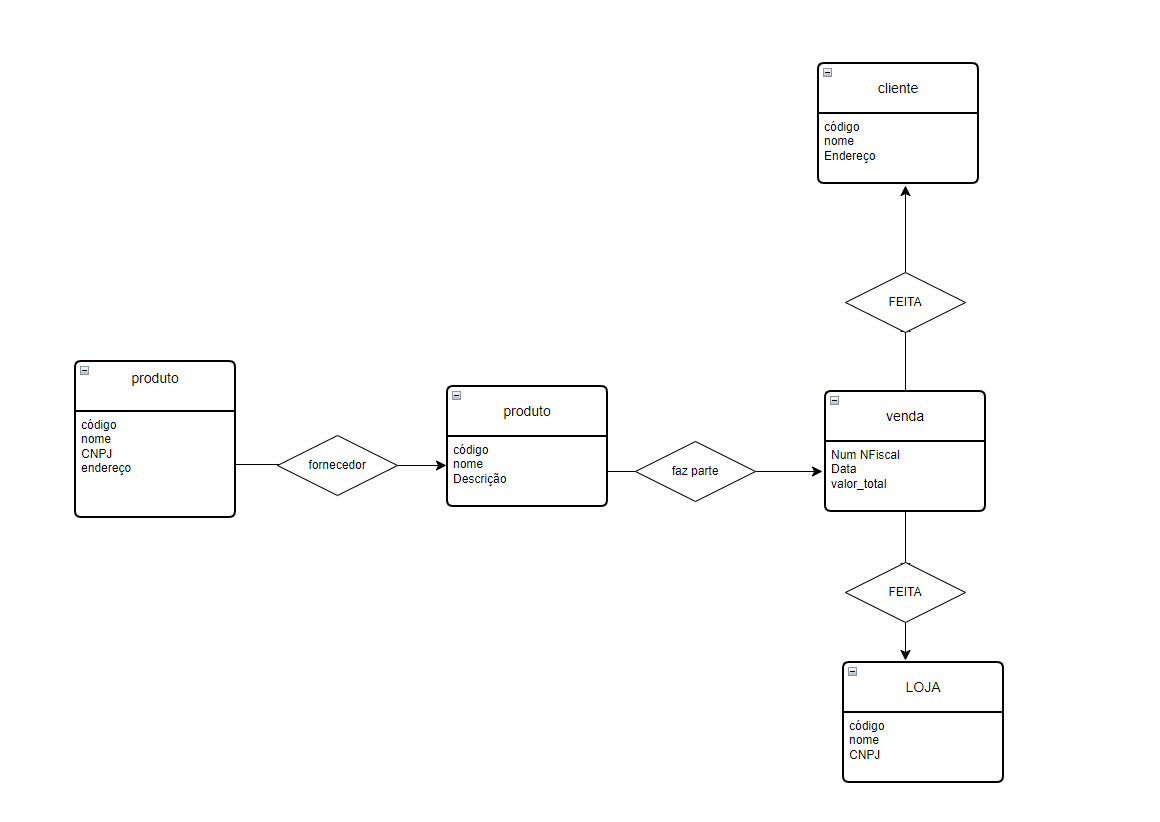 cliente
código
nome
Endereço
FEITA
produto
código
nome
CNPJ
endereço
fornecedor
produto
código
nome
Descrição
faz parte
venda
Num NFiscal
Data
valor_total
FEITA
LOJA
código
nome
CNPJ